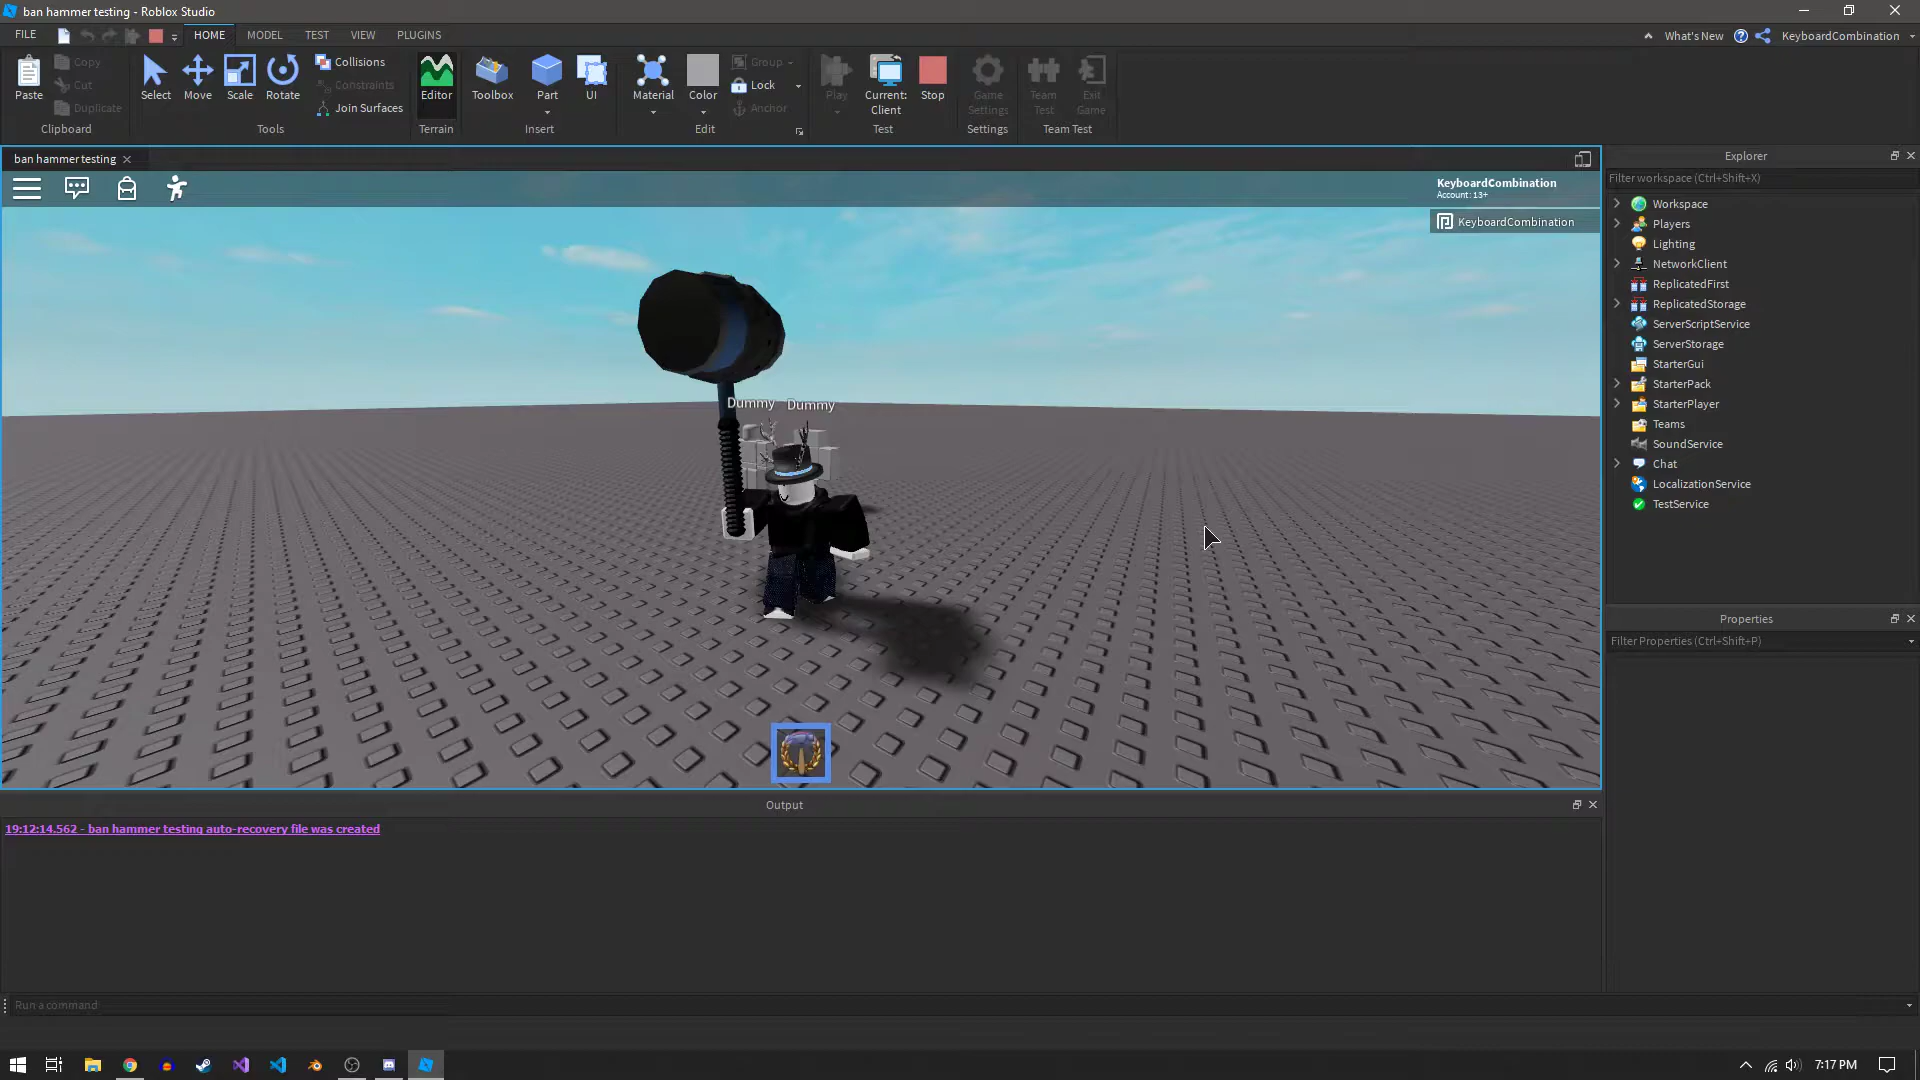 ban hammer testing - Roblox Studio
FILE
HOME
MODEL
TEST
VIEW
PLUGINS
What's New
KeyboardCombination
Paste
Copy
Cut
Duplicate
Clipboard
Select
Move
Scale
Rotate
Collisions
Constraints
Join Surfaces
Tools
Editor
Terrain
Toolbox
Part
UI
Insert
Material
Color
Group
Lock
Anchor
Edit
Play
Current:
Client
Stop
Test
Game
Settings
Settings
Team
Test
Exit
Game
Team Test
ban hammer testing
KeyboardCombination
Account: 13+
KeyboardCombination
Dummy
Dummy
Explorer
Filter workspace (Ctrl+Shift+X)
Workspace
Players
Lighting
NetworkClient
ReplicatedFirst
ReplicatedStorage
ServerScriptService
ServerStorage
StarterGui
StarterPack
StarterPlayer
Teams
SoundService
Chat
LocalizationService
TestService
Properties
Filter Properties (Ctrl+Shift+P)
Output
19:12:14.562 - ban hammer testing auto-recovery file was created
Run a command
7:17 PM